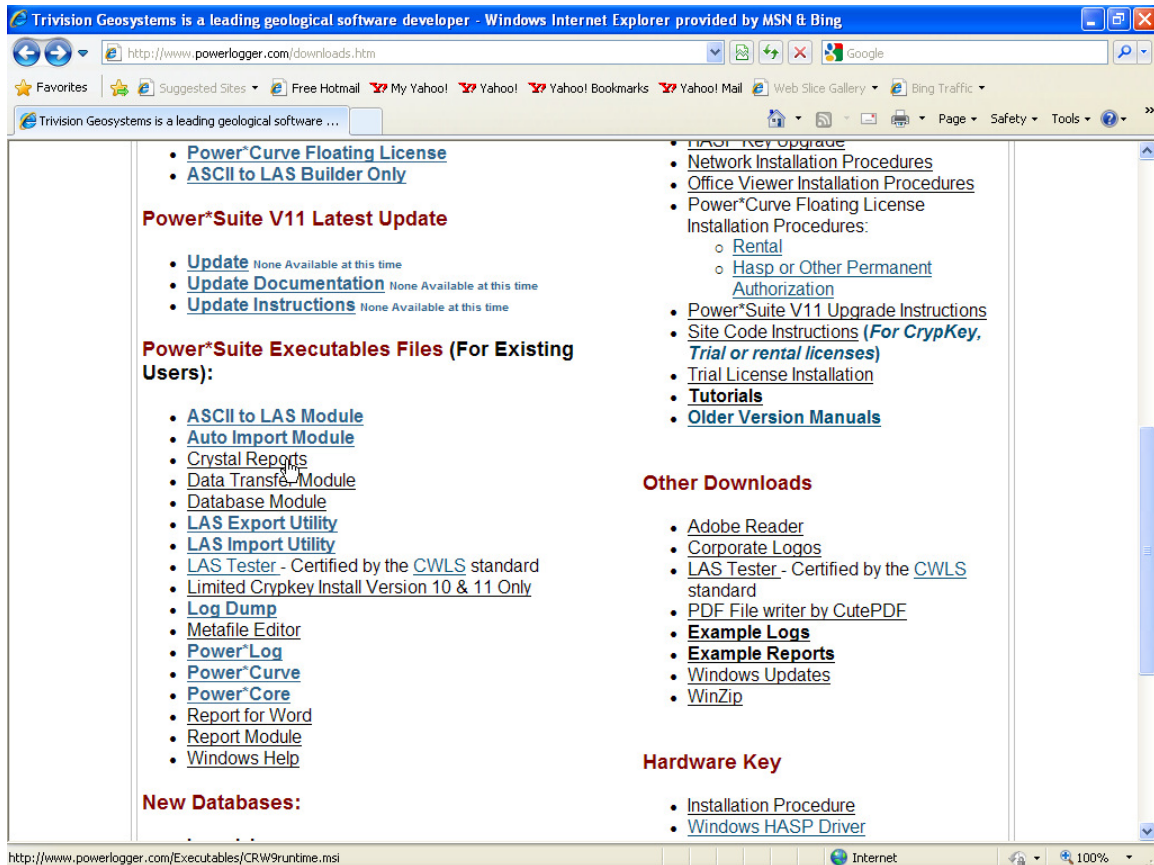 Trivision Geosystems is a leading geological software developer - Windows Internet Explorer provided by MSN & Bing
http://www.powerlogger.com/downloads.htm
Google
Favorites
Suggested Sites
Free Hotmail
My Yahoo!
Yahoo!
Yahoo! Bookmarks
Yahoo! Mail
Web Slice Gallery
Bing Traffic
Trivision Geosystems is a leading geological software ...
Page
Safety
Tools
Power*Curve Floating License
ASCII to LAS Builder Only
Power*Suite V11 Latest Update
Update None Available at this time
Update Documentation None Available at this time
Update Instructions None Available at this time
Power*Suite Executables Files (For Existing
Users):
ASCII to LAS Module
Auto Import Module
Crystal Reports
Data Transfer Module
Database Module
LAS Export Utility
LAS Import Utility
LAS Tester - Certified by the CWLS standard
Limited Crypkey Install Version 10 & 11 Only
Log Dump
Metafile Editor
Power*Log
Power*Curve
Power*Core
Report for Word
Report Module
Windows Help
New Databases:
HASP Key Upgrade
Network Installation Procedures
Office Viewer Installation Procedures
Power*Curve Floating License
Installation Procedures:
Rental
Hasp or Other Permanent
Authorization
Power*Suite V11 Upgrade Instructions
Site Code Instructions (For CrypKey,
Trial or rental licenses)
Trial License Installation
Tutorials
Older Version Manuals
Other Downloads
Adobe Reader
Corporate Logos
LAS Tester - Certified by the CWLS
standard
PDF File writer by CutePDF
Example Logs
Example Reports
Windows Updates
WinZip
Hardware Key
Installation Procedure
Windows HASP Driver
http://www.powerlogger.com/Executables/CRW9runtime.msi
Internet
100%